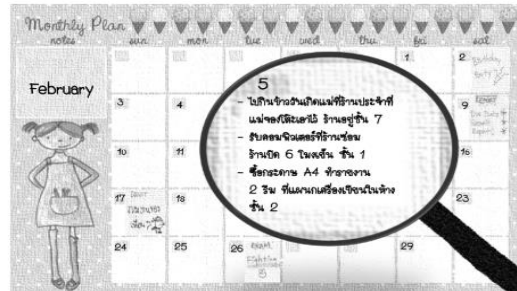 Monthly Plan
notes sun mon tue wed thu fri sat
February
1 2 Birthday
3 4 9
10 11 16
17 18 23
24 25 26 EXAM 29
5
- ไปกินข้าววันเกิดแม่ที่ร้านประจำที่
แม่จองโต๊ะเอาไว้ ร้านอยู่ชั้น 7
- รับคอมพิวเตอร์ที่ร้านซ่อม
ร้านปิด 6 โมงเย็น ชั้น 1
- ซื้อกระดาษ A4 ทำรายงาน
2 รีม ที่แผนกเครื่องเขียนในห้าง
ชั้น 2